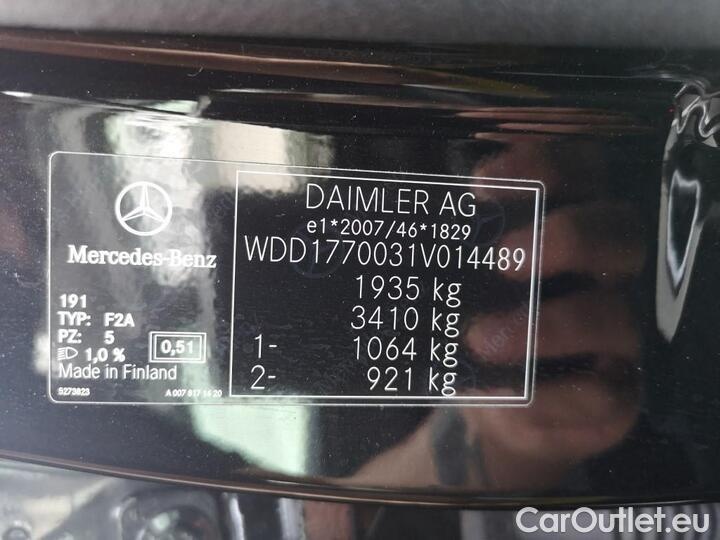 Mercedes-Benz
191
TYP: F2A
PZ: 5
1,0 %
0,51
Made in Finland
5273823
A 007 817 14 20
DAIMLER AG
e1*2007/46*1829
WDD1770031V014489
1935 kg
3410 kg
1- 1064 kg
2- 921 kg
CarOutlet.eu